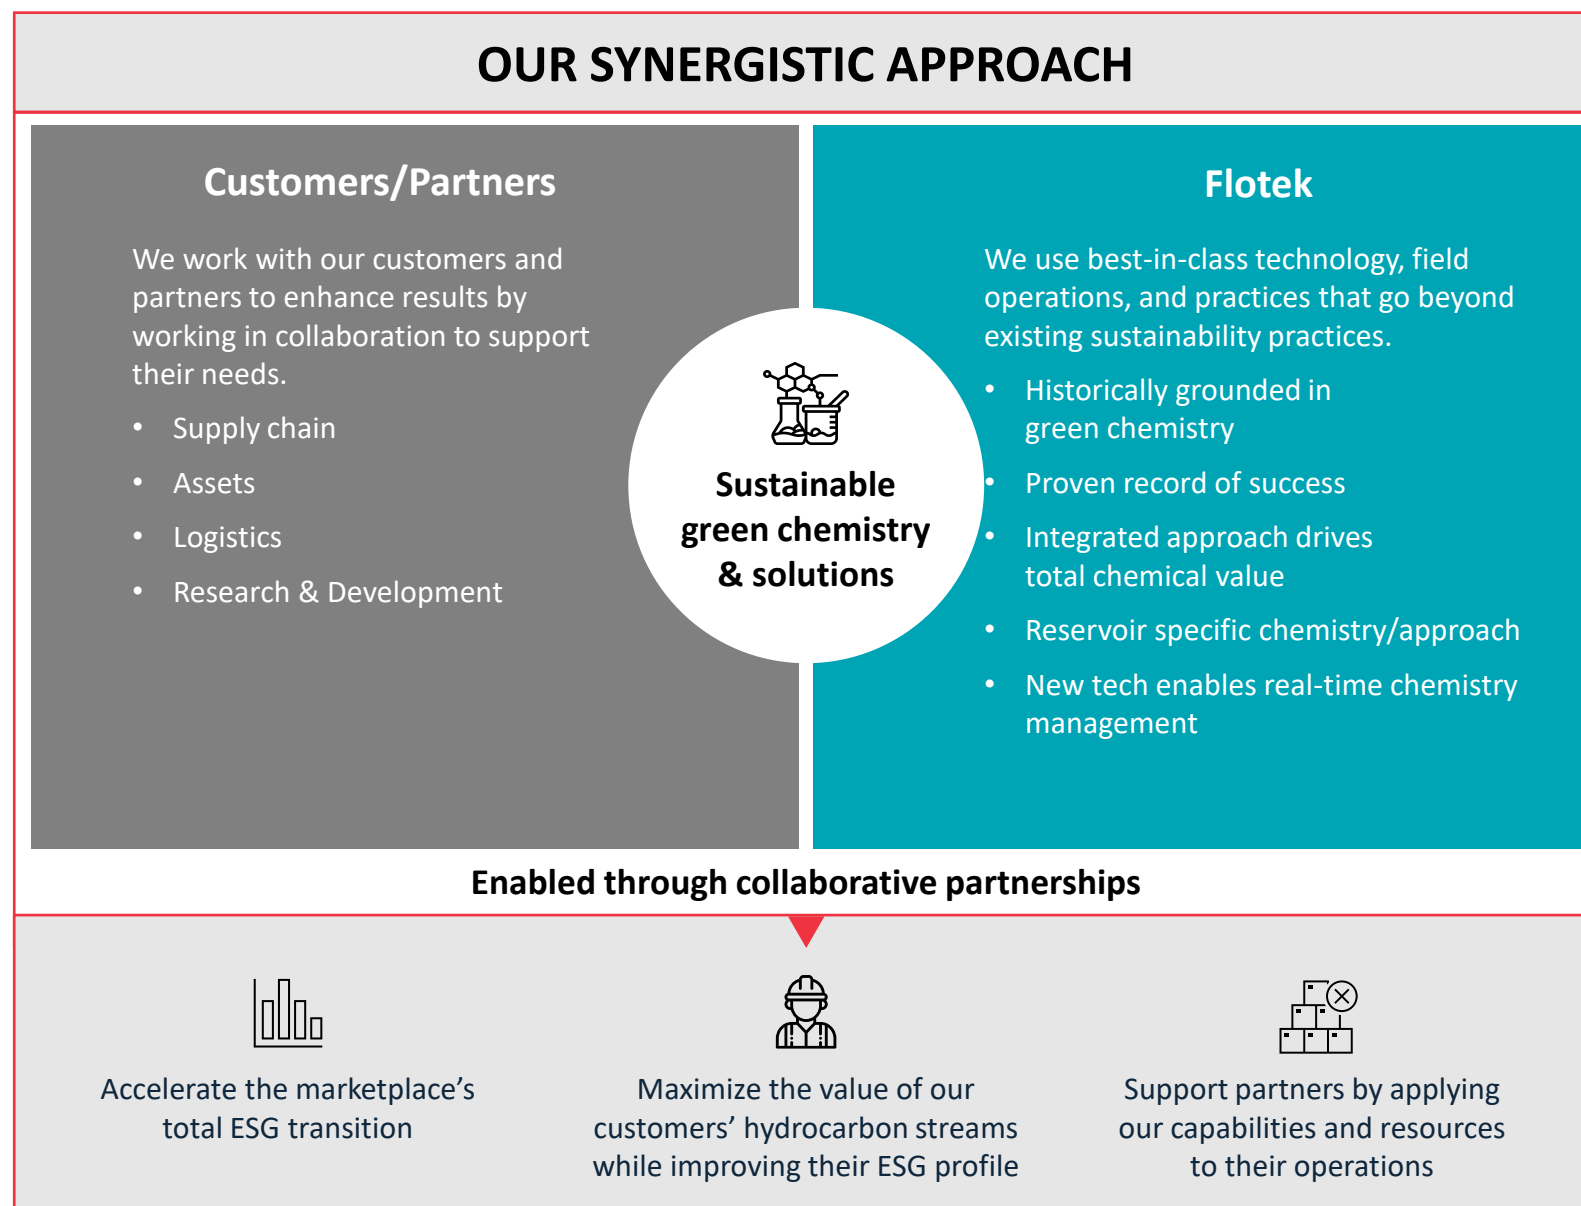 OUR SYNERGISTIC APPROACH
Customers/Partners
We work with our customers and
partners to enhance results by
working in collaboration to support
their needs.
• Supply chain
• Assets
• Logistics
• Research & Development
Sustainable
green chemistry
& solutions
Flotek
We use best-in-class technology, field
operations, and practices that go beyond
existing sustainability practices.
• Historically grounded in
green chemistry
• Proven record of success
• Integrated approach drives
total chemical value
• Reservoir specific chemistry/approach
• New tech enables real-time chemistry
management
Enabled through collaborative partnerships
Accelerate the marketplace’s
total ESG transition
Maximize the value of our
customers’ hydrocarbon streams
while improving their ESG profile
Support partners by applying
our capabilities and resources
to their operations